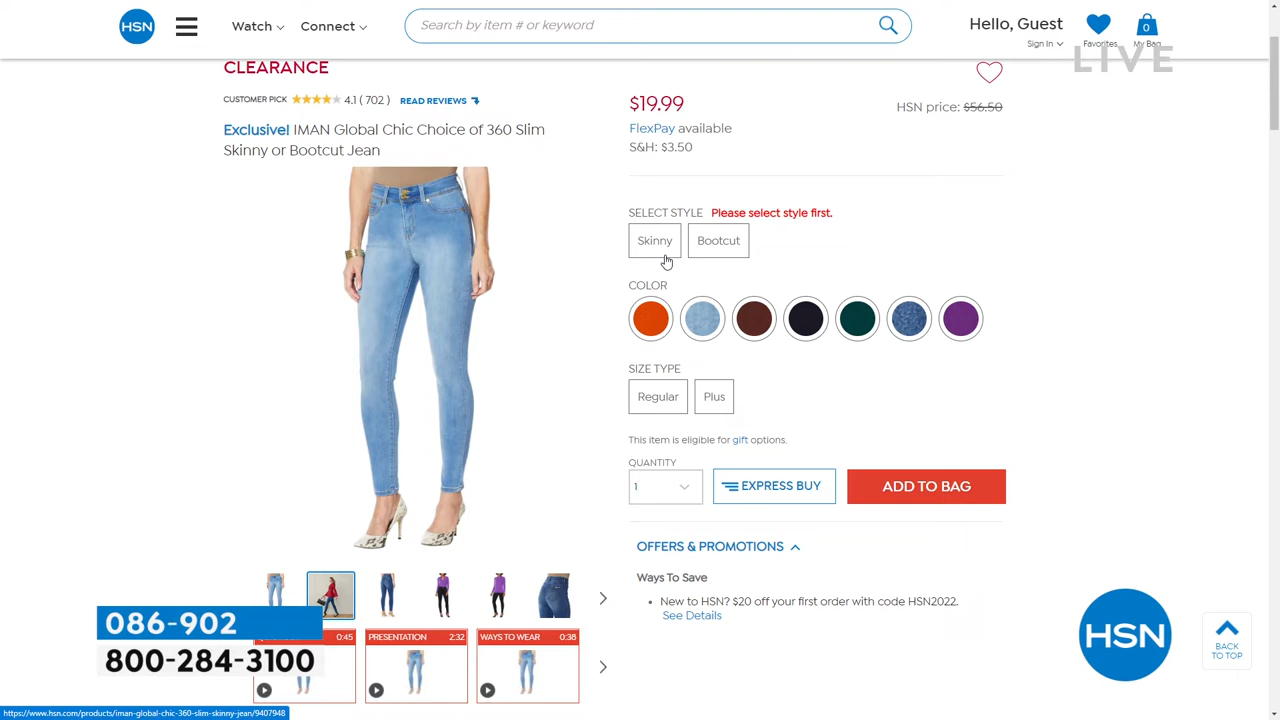 HSN
Watch
Connect
Search by item # or keyword
Hello, Guest
Sign In
Favorites
0
My Bag
LIVE
CLEARANCE
CUSTOMER PICK 4.1 ( 702 ) READ REVIEWS
Exclusive! IMAN Global Chic Choice of 360 Slim
Skinny or Bootcut Jean
$19.99
HSN price: $56.50
FlexPay available
S&H: $3.50
SELECT STYLE Please select style first.
Skinny
Bootcut
COLOR
SIZE TYPE
Regular
Plus
This item is eligible for gift options.
QUANTITY
1
EXPRESS BUY
ADD TO BAG
OFFERS & PROMOTIONS
Ways To Save
New to HSN? $20 off your first order with code HSN2022.
See Details
086-902
800-284-3100
0:45
PRESENTATION 2:32
WAYS TO WEAR 0:38
HSN
BACK
TO TOP
https://www.hsn.com/products/iman-global-chic-360-slim-skinny-jean/9407948